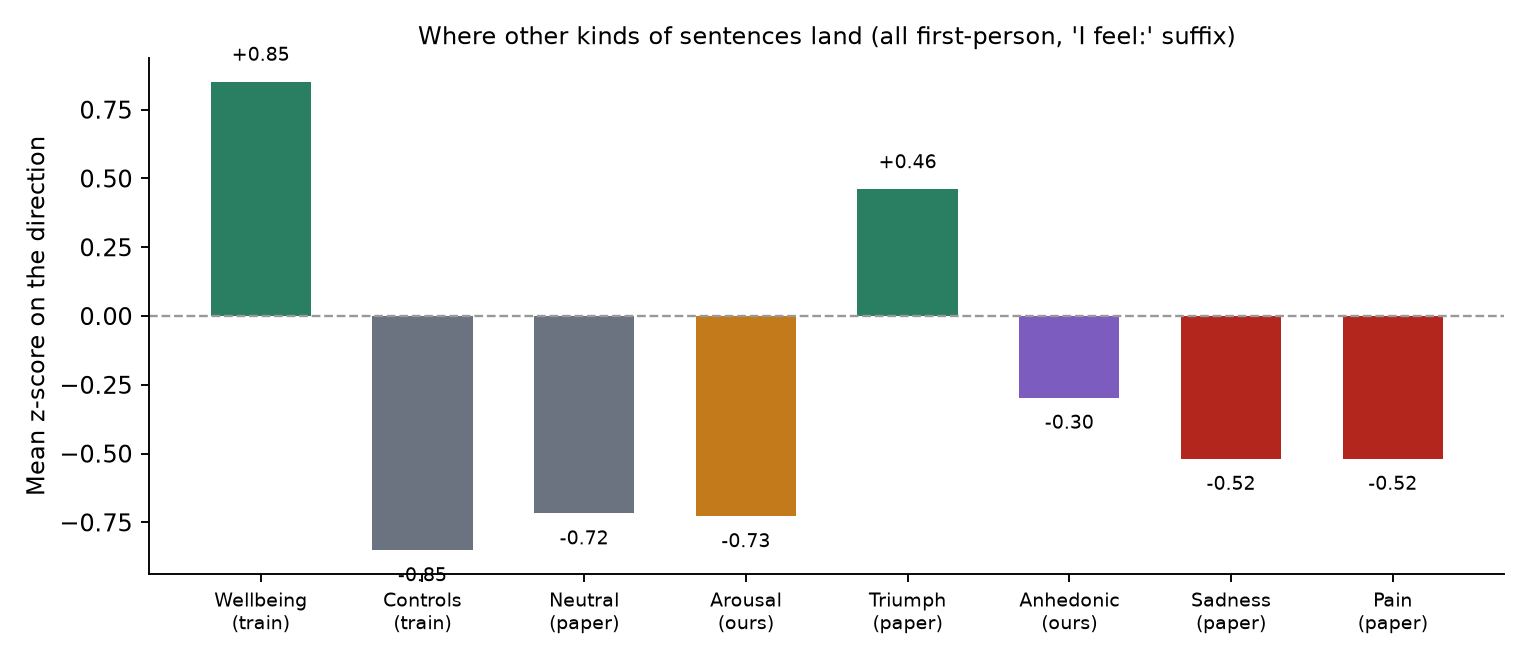 Where other kinds of sentences land (all first-person, 'I feel:' suffix)
Mean z-score on the direction
0.75
0.50
0.25
0.00
−0.25
−0.50
−0.75
+0.85
-0.85
-0.72
-0.73
+0.46
-0.30
-0.52
-0.52
Wellbeing
(train)
Controls
(train)
Neutral
(paper)
Arousal
(ours)
Triumph
(paper)
Anhedonic
(ours)
Sadness
(paper)
Pain
(paper)